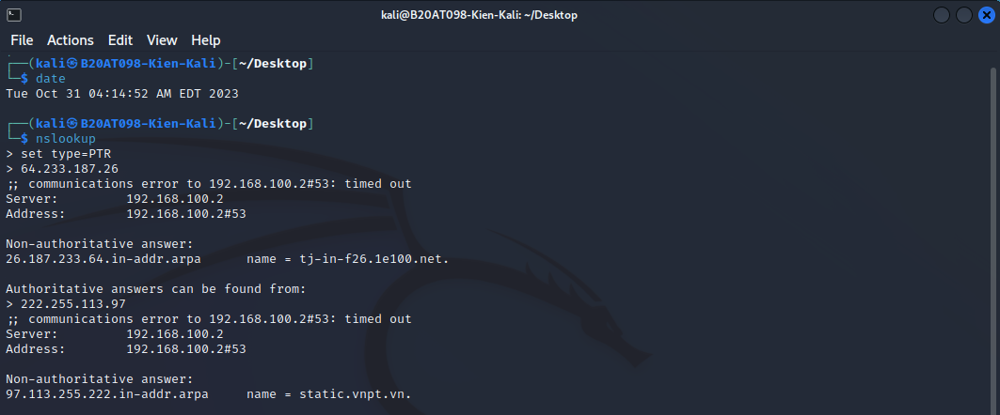 kali@B20AT098-Kien-Kali: ~/Desktop
File Actions Edit View Help
┌──(kali㉿B20AT098-Kien-Kali)-[~/Desktop]
└─$ date
Tue Oct 31 04:14:52 AM EDT 2023
┌──(kali㉿B20AT098-Kien-Kali)-[~/Desktop]
└─$ nslookup
> set type=PTR
> 64.233.187.26
;; communications error to 192.168.100.2#53: timed out
Server:         192.168.100.2
Address:        192.168.100.2#53
Non-authoritative answer:
26.187.233.64.in-addr.arpa      name = tj-in-f26.1e100.net.
Authoritative answers can be found from:
> 222.255.113.97
;; communications error to 192.168.100.2#53: timed out
Server:         192.168.100.2
Address:        192.168.100.2#53
Non-authoritative answer:
97.113.255.222.in-addr.arpa     name = static.vnpt.vn.